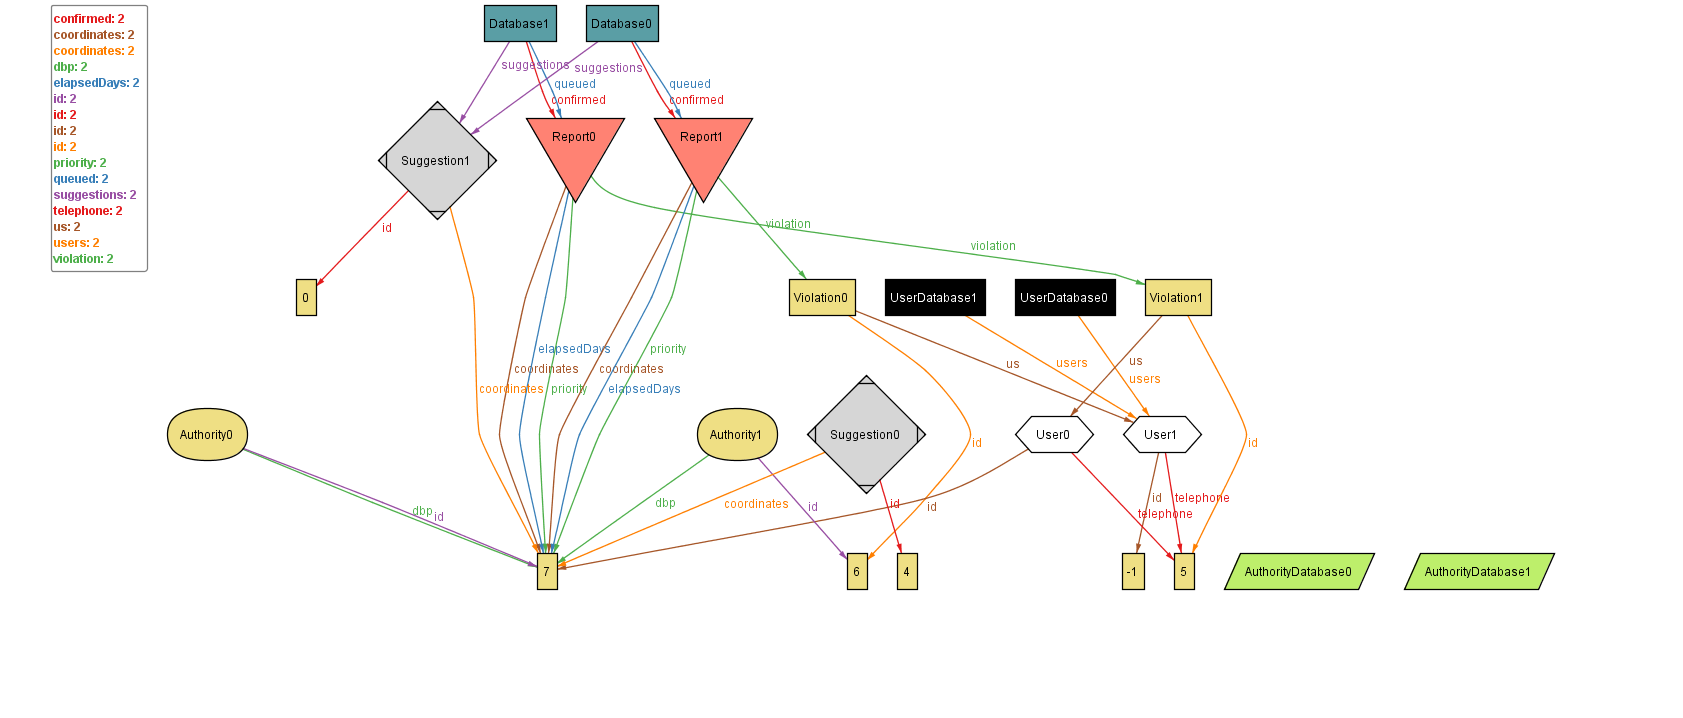 confirmed: 2
coordinates: 2
coordinates: 2
dbp: 2
elapsedDays: 2
id: 2
id: 2
id: 2
id: 2
priority: 2
queued: 2
suggestions: 2
telephone: 2
us: 2
users: 2
violation: 2
Database1
Database0
suggestions
suggestions
queued
queued
confirmed
confirmed
Report0
Report1
Suggestion1
id
violation
violation
0
Violation0
UserDatabase1
UserDatabase0
Violation1
elapsedDays
priority
us
users
us
coordinates
coordinates
users
coordinates
priority
elapsedDays
Authority0
Authority1
Suggestion0
User0
User1
id
id
dbp
id
coordinates
id
id
id
id
telephone
dbp
telephone
7
6
4
-1
5
AuthorityDatabase0
AuthorityDatabase1